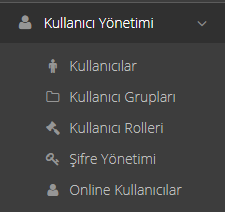 Kullanıcı Yönetimi
Kullanıcılar
Kullanıcı Grupları
Kullanıcı Rolleri
Şifre Yönetimi
Online Kullanıcılar